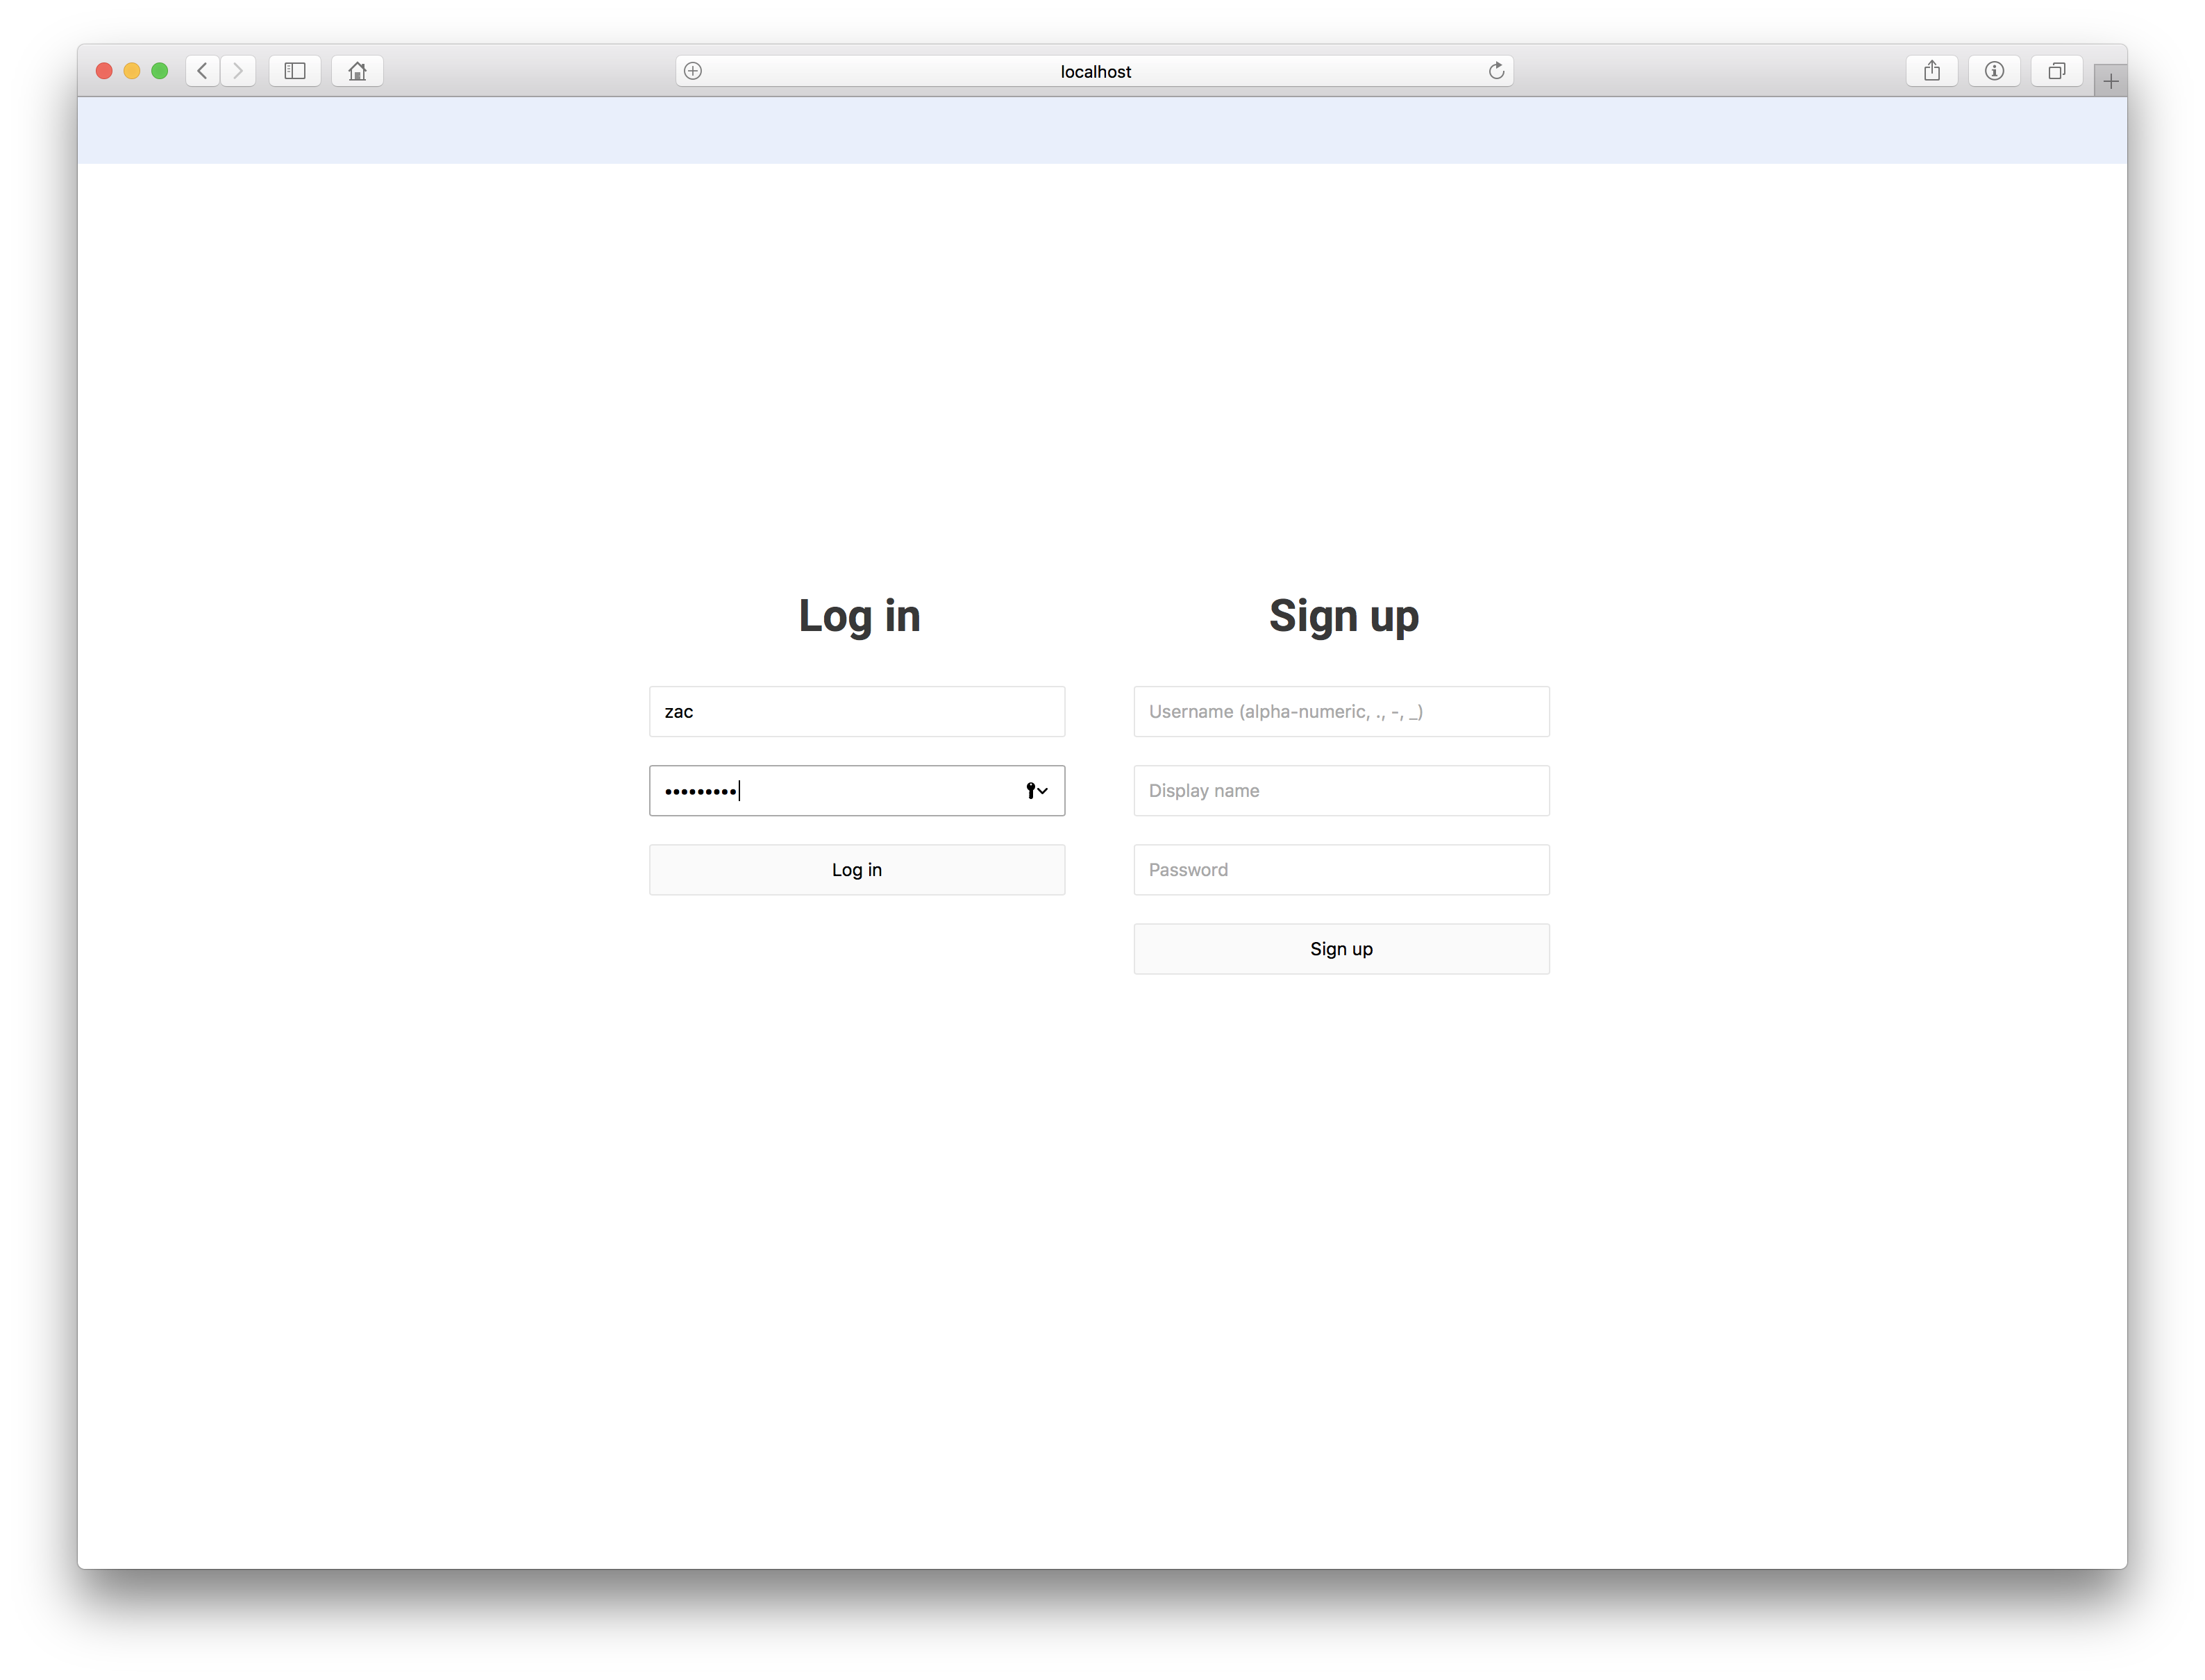 localhost
Log in
zac
•••••••••
Log in
Sign up
Username (alpha-numeric, ., -, _)
Display name
Password
Sign up